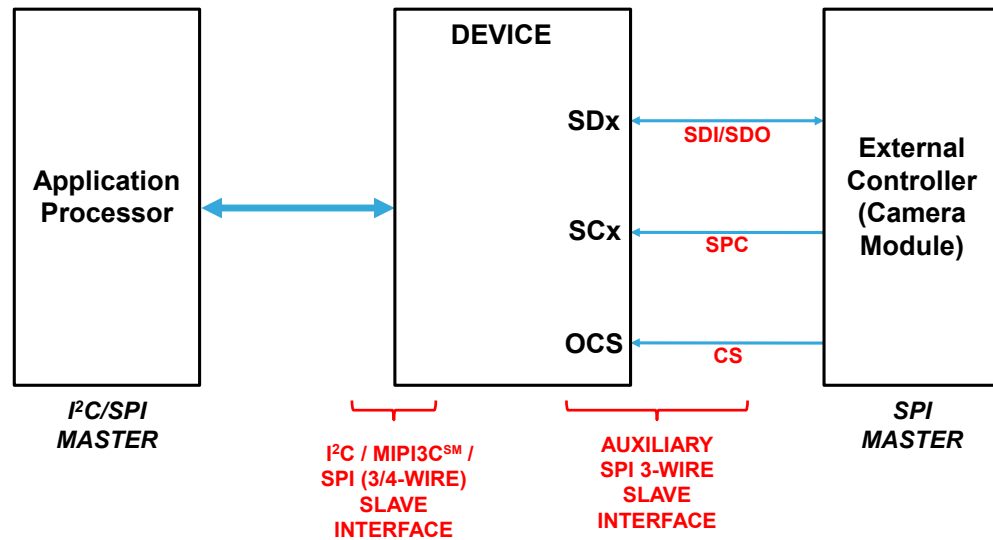 DEVICE
Application
Processor
SDx
SDI/SDO
SCx
SPC
OCS
CS
External
Controller
(Camera
Module)
I²C/SPI
MASTER
I²C / MIPI3Cˢᴹ /
SPI (3/4-WIRE)
SLAVE
INTERFACE
AUXILIARY
SPI 3-WIRE
SLAVE
INTERFACE
SPI
MASTER